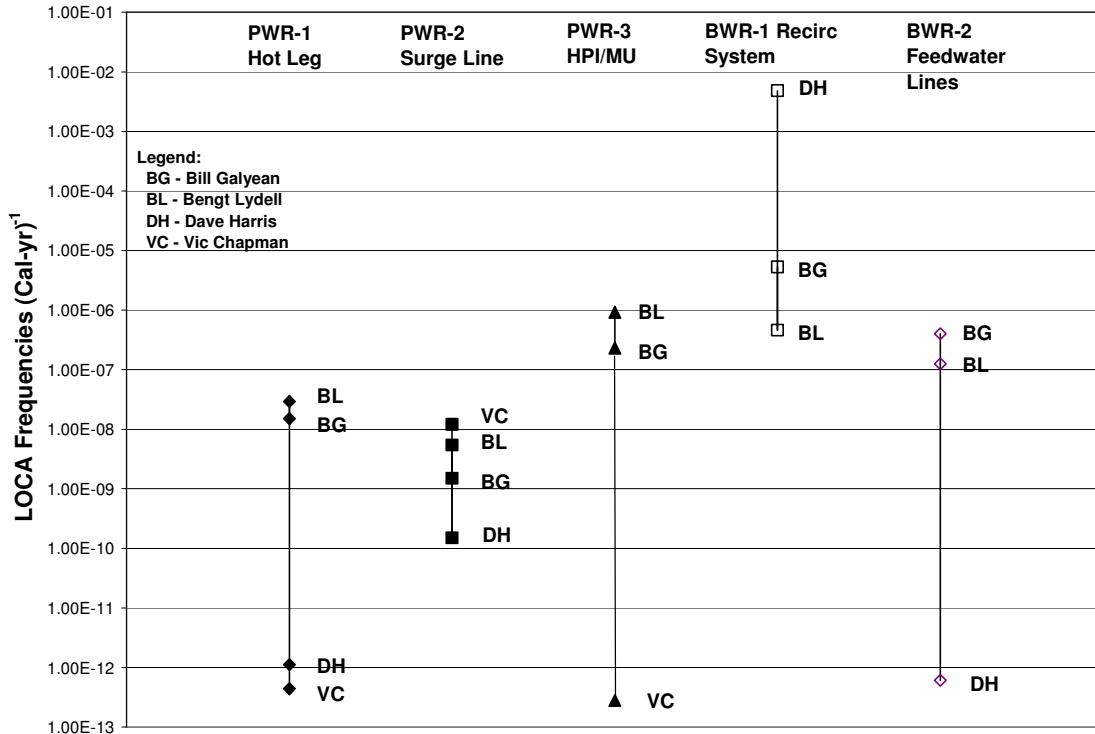 PWR-1 Hot Leg
PWR-2 Surge Line
PWR-3 HPI/MU
BWR-1 Recirc System
BWR-2 Feedwater Lines
LOCA Frequencies (Cal-yr)-1
1.00E-01
1.00E-02
1.00E-03
1.00E-04
1.00E-05
1.00E-06
1.00E-07
1.00E-08
1.00E-09
1.00E-10
1.00E-11
1.00E-12
1.00E-13
Legend:
BG - Bill Galyean
BL - Bengt Lydell
DH - Dave Harris
VC - Vic Chapman
BL
BG
DH
VC
VC
BL
BG
DH
BL
BG
VC
DH
BG
BL
BG
BL
DH